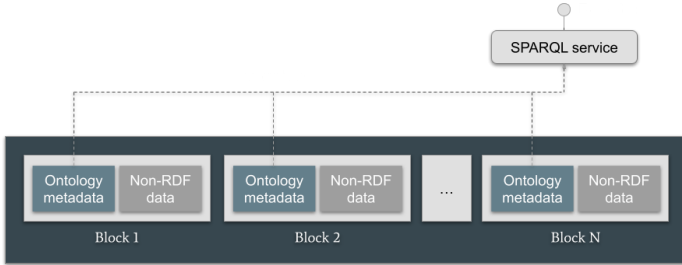 SPARQL service
Ontology metadata
Non-RDF data
Ontology metadata
Non-RDF data
...
Ontology metadata
Non-RDF data
Block 1
Block 2
Block N